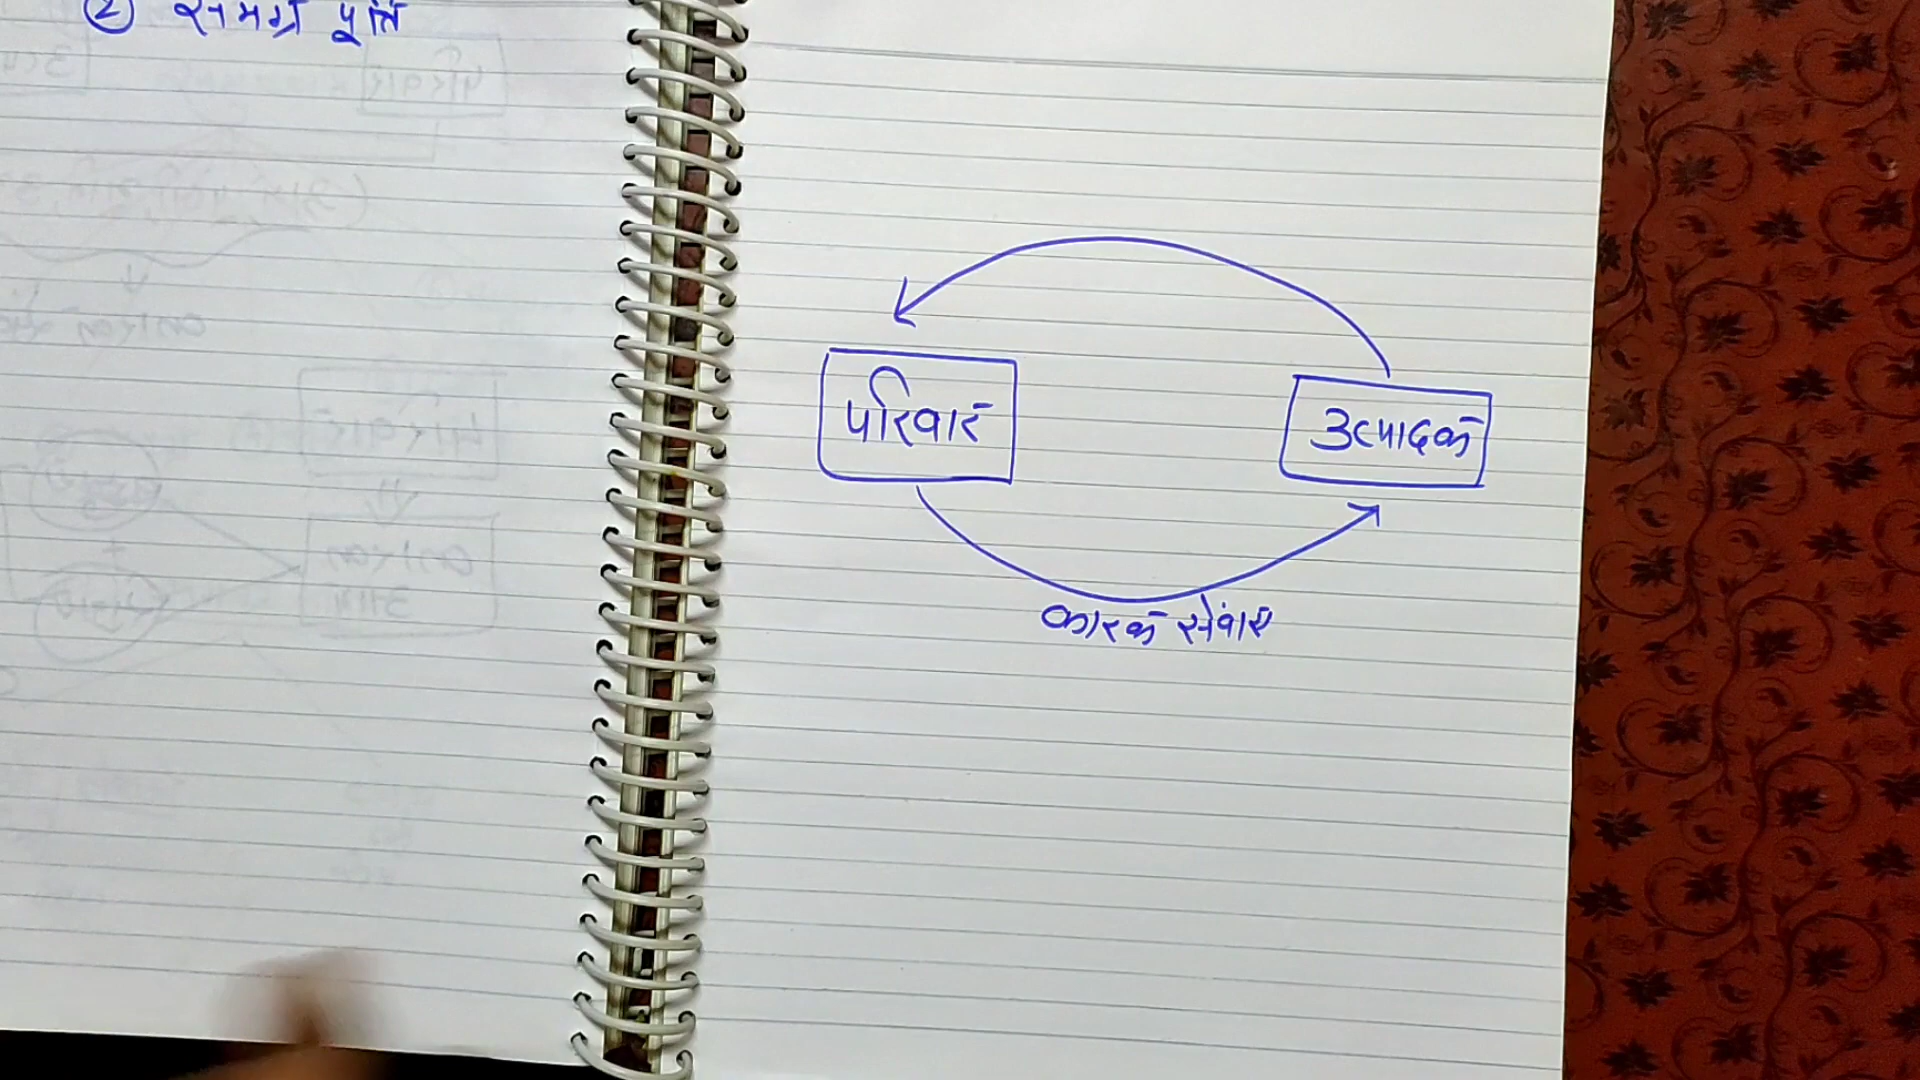 ② समग्र पूर्ति
परिवार
उत्पादक
कारक सेवाएं